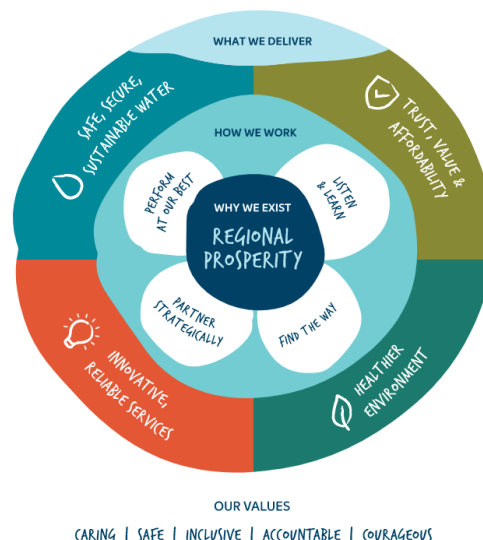 WHAT WE DELIVER
SAFE, SECURE,
SUSTAINABLE WATER
TRUST, VALUE &
AFFORDABILITY
HOW WE WORK
PERFORM
AT OUR BEST
LISTEN
& LEARN
WHY WE EXIST
REGIONAL
PROSPERITY
PARTNER
STRATEGICALLY
FIND THE WAY
INNOVATIVE,
RELIABLE SERVICES
HEALTHIER
ENVIRONMENT
OUR VALUES
CARING | SAFE | INCLUSIVE | ACCOUNTABLE | COURAGEOUS